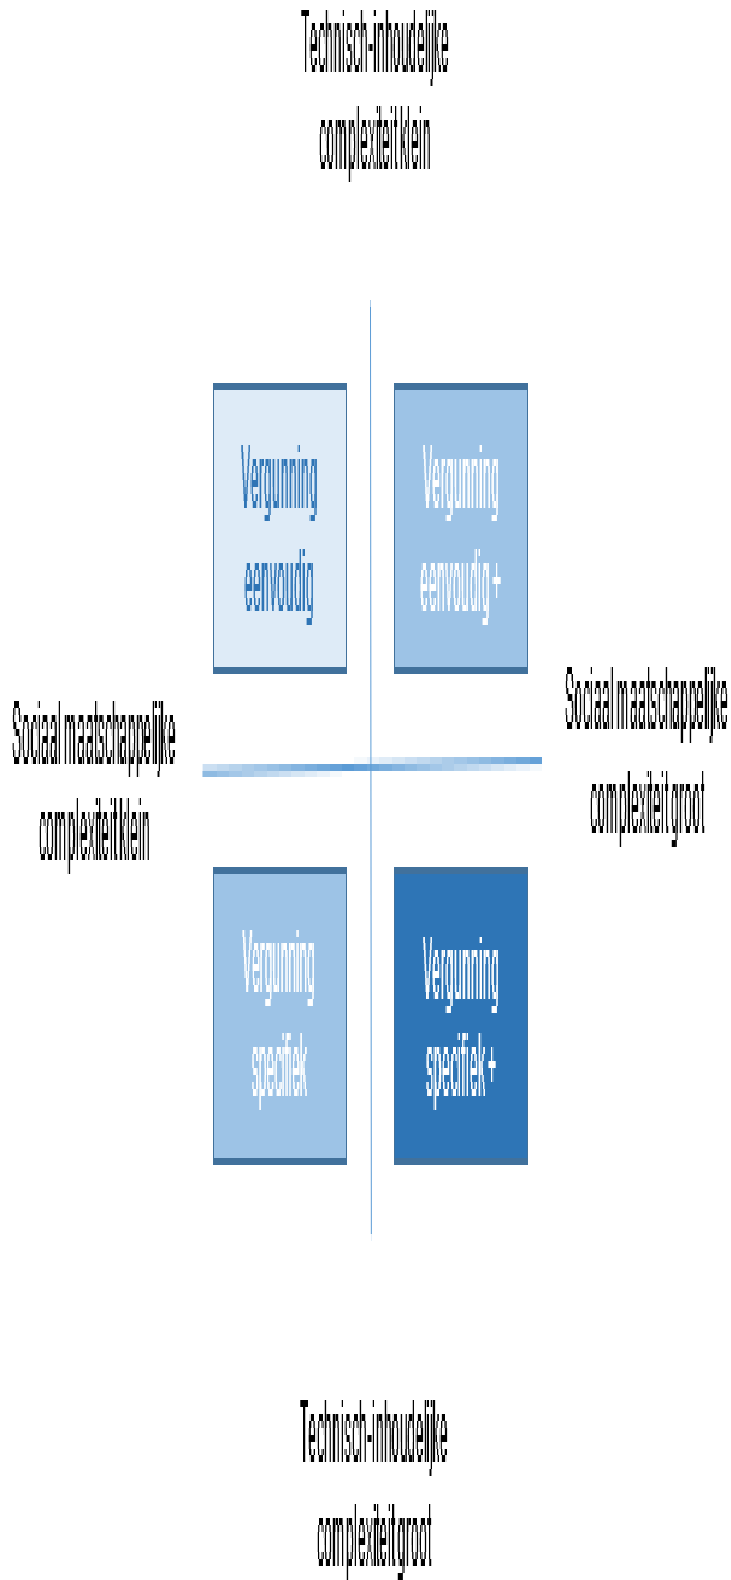 Technisch-inhoudelijke
complexiteit klein
Vergunning
eenvoudig
Vergunning
eenvoudig +
Sociaal maatschappelijke
complexiteit klein
Sociaal maatschappelijke
complexiteit groot
Vergunning
specifiek
Vergunning
specifiek +
Technisch-inhoudelijke
complexiteit groot